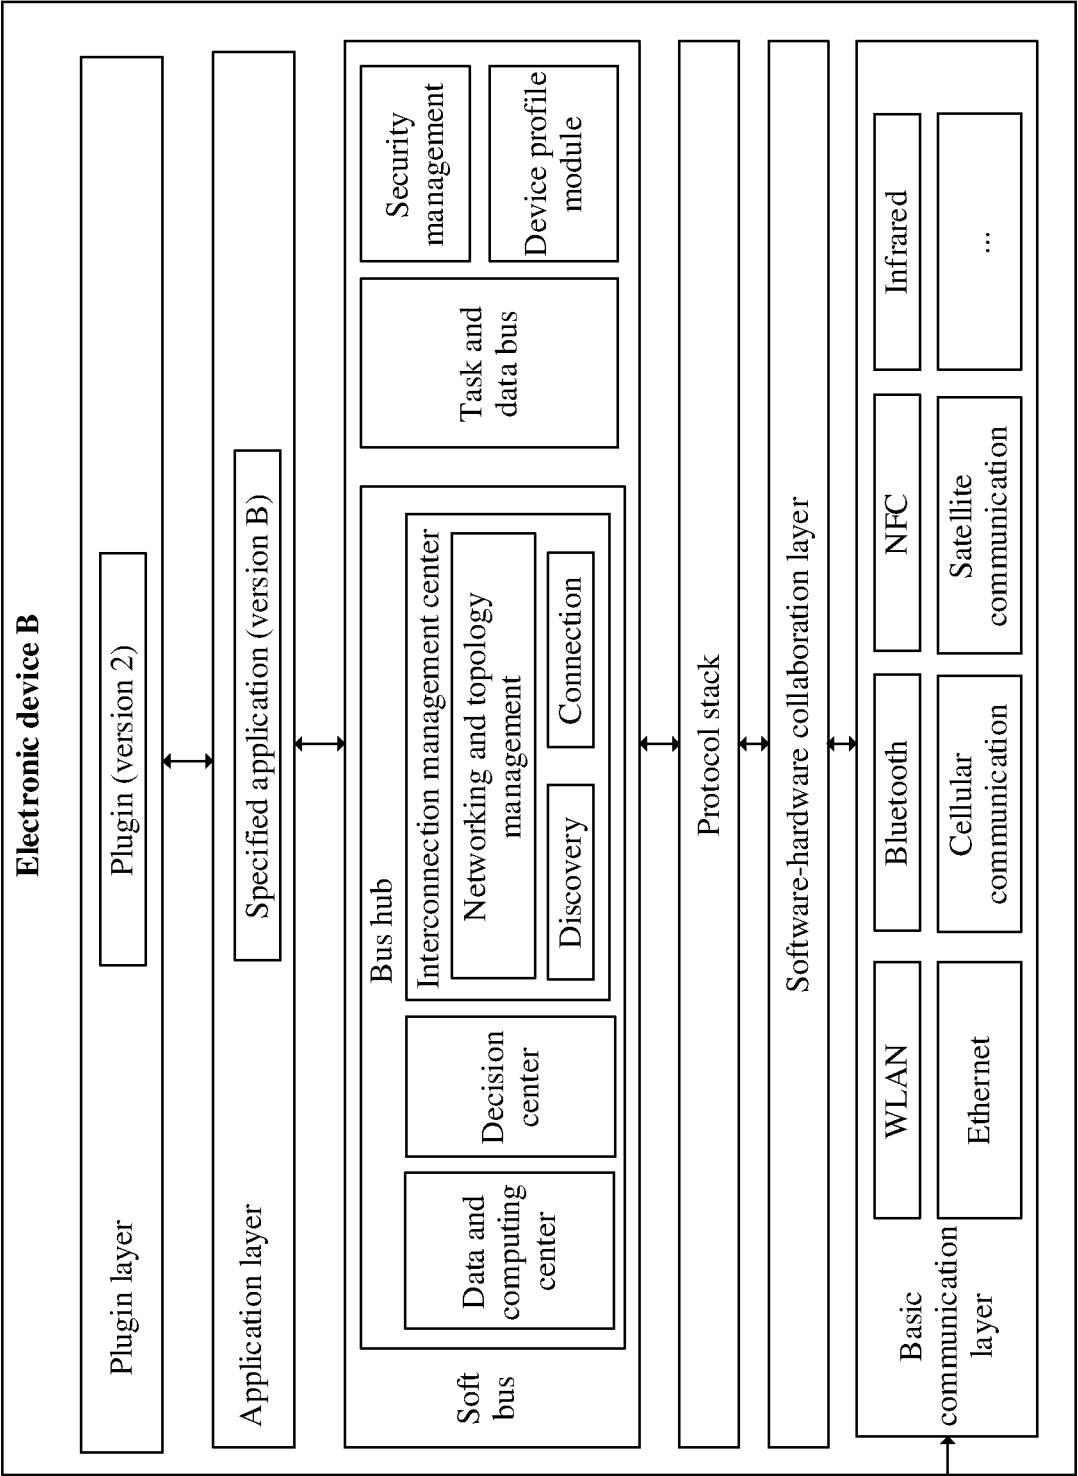 Electronic device B
Plugin layer
Plugin (version 2)
Application layer
Specified application (version B)
Soft
bus
Bus hub
Data and
computing
center
Decision
center
Interconnection management center
Networking and topology
management
Discovery
Connection
Task and
data bus
Security
management
Device profile
module
Protocol stack
Software-hardware collaboration layer
Basic
communication
layer
WLAN
Bluetooth
NFC
Infrared
Ethernet
Cellular
communication
Satellite
communication
...